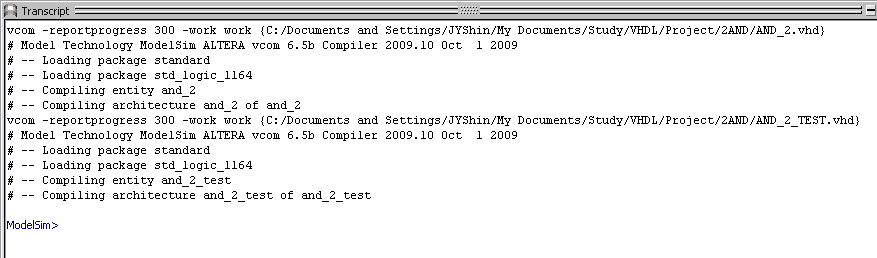 Transcript
vcom -reportprogress 300 -work work {C:/Documents and Settings/JYShin/My Documents/Study/VHDL/Project/2AND/AND_2.vhd}
# Model Technology ModelSim ALTERA vcom 6.5b Compiler 2009.10 Oct  1 2009
# -- Loading package standard
# -- Loading package std_logic_1164
# -- Compiling entity and_2
# -- Compiling architecture and_2 of and_2
vcom -reportprogress 300 -work work {C:/Documents and Settings/JYShin/My Documents/Study/VHDL/Project/2AND/AND_2_TEST.vhd}
# Model Technology ModelSim ALTERA vcom 6.5b Compiler 2009.10 Oct  1 2009
# -- Loading package standard
# -- Loading package std_logic_1164
# -- Compiling entity and_2_test
# -- Compiling architecture and_2_test of and_2_test
ModelSim>